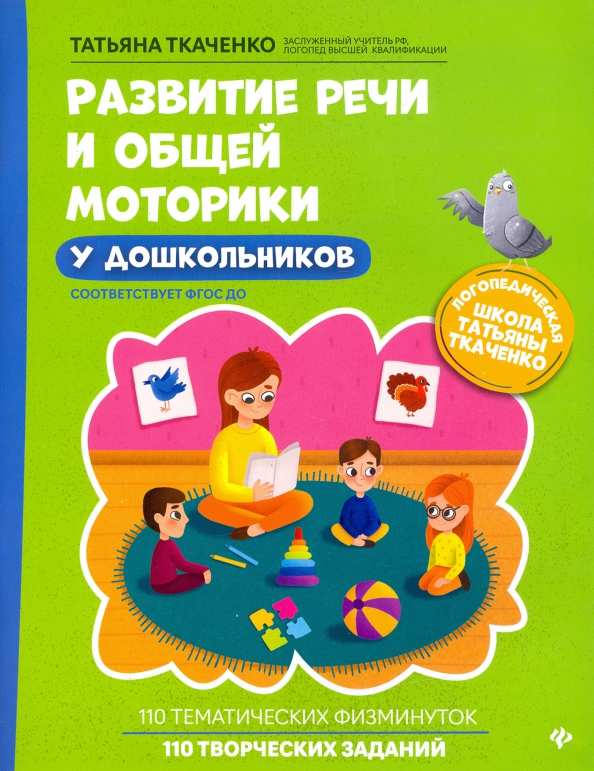 ТАТЬЯНА ТКАЧЕНКО
ЗАСЛУЖЕННЫЙ УЧИТЕЛЬ РФ,
ЛОГОПЕД ВЫСШЕЙ КВАЛИФИКАЦИИ
РАЗВИТИЕ РЕЧИ
И ОБЩЕЙ
МОТОРИКИ
У ДОШКОЛЬНИКОВ
СООТВЕТСТВУЕТ ФГОС ДО
ЛОГОПЕДИЧЕСКАЯ
ШКОЛА
ТАТЬЯНЫ
ТКАЧЕНКО
110 ТЕМАТИЧЕСКИХ ФИЗМИНУТОК
110 ТВОРЧЕСКИХ ЗАДАНИЙ